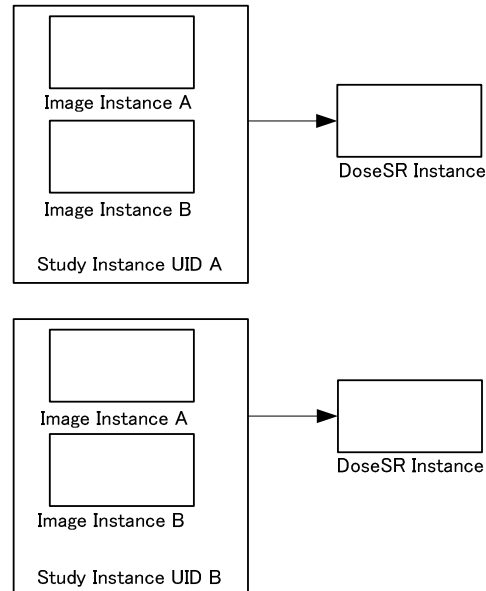 Image Instance A
Image Instance B
DoseSR Instance
Study Instance UID A
Image Instance A
Image Instance B
DoseSR Instance
Study Instance UID B